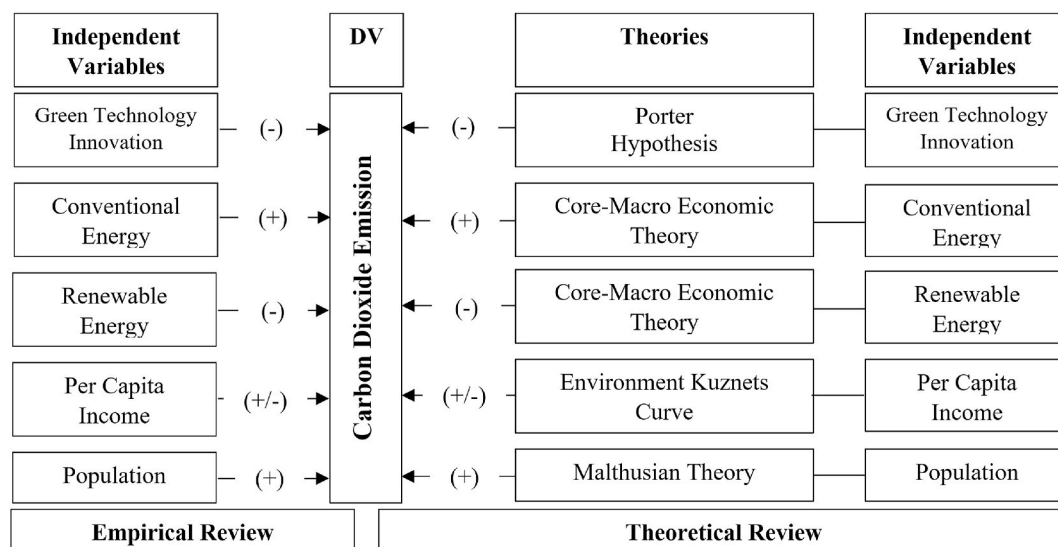 Independent
Variables
DV
Theories
Independent
Variables
Green Technology
Innovation
(-)
(-)
Porter
Hypothesis
Green Technology
Innovation
Conventional
Energy
(+)
(+)
Core-Macro Economic
Theory
Conventional
Energy
Carbon Dioxide Emission
Renewable
Energy
(-)
(-)
Core-Macro Economic
Theory
Renewable
Energy
Per Capita
Income
(+/-)
(+/-)
Environment Kuznets
Curve
Per Capita
Income
Population
(+)
(+)
Malthusian Theory
Population
Empirical Review
Theoretical Review